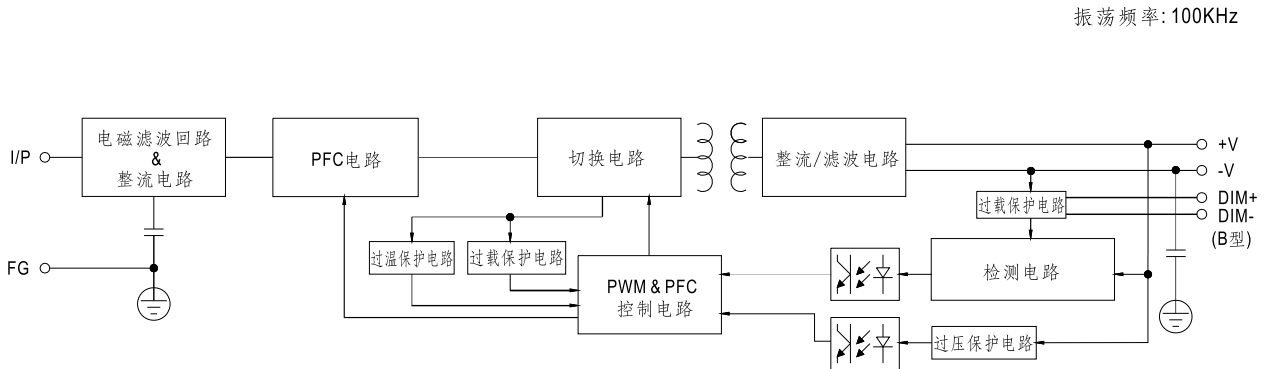 振荡频率: 100KHz
I/P
电磁滤波回路
&
整流电路
PFC电路
切换电路
整流/滤波电路
+V
-V
DIM+
DIM-
(B型)
过载保护电路
FG
过温保护电路
过载保护电路
PWM & PFC
控制电路
检测电路
过压保护电路